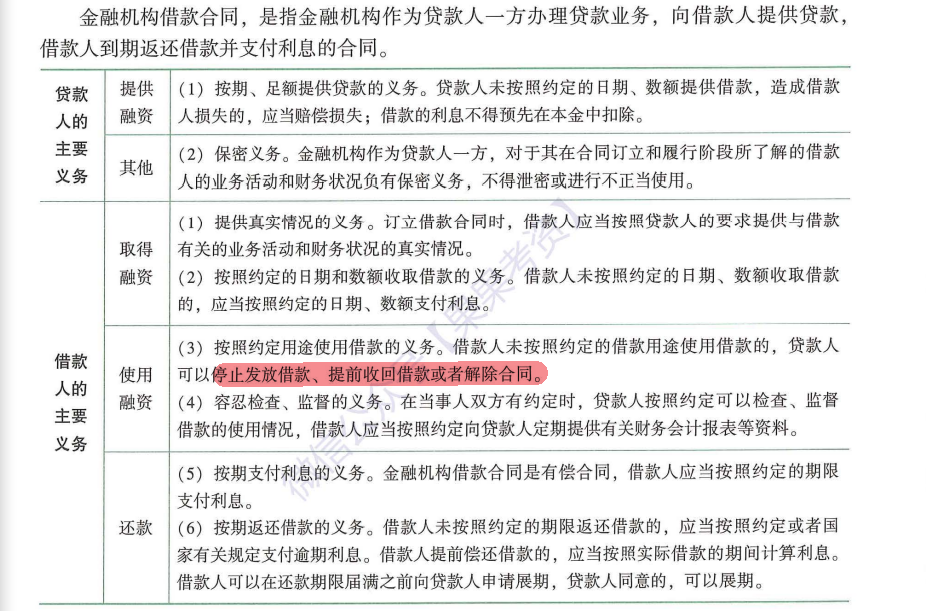 金融机构借款合同，是指金融机构作为贷款人一方办理贷款业务，向借款人提供贷款，
借款人到期返还借款并支付利息的合同。
贷款
人的
主要
义务
提供
融资
（1）按期、足额提供贷款的义务。贷款人未按照约定的日期、数额提供借款，造成借款
人损失的，应当赔偿损失；借款的利息不得预先在本金中扣除。
其他
（2）保密义务。金融机构作为贷款人一方，对于其在合同订立和履行阶段所了解的借款
人的业务活动和财务状况负有保密义务，不得泄密或进行不正当使用。
借款
人的
主要
义务
取得
融资
（1）提供真实情况的义务。订立借款合同时，借款人应当按照贷款人的要求提供与借款
有关的业务活动和财务状况的真实情况。
（2）按照约定的日期和数额收取借款的义务。借款人未按照约定的日期、数额收取借款
的，应当按照约定的日期、数额支付利息。
使用
融资
（3）按照约定用途使用借款的义务。借款人未按照约定的借款用途使用借款的，贷款人
可以停止发放借款、提前收回借款或者解除合同。
（4）容忍检查、监督的义务。在当事人双方有约定时，贷款人按照约定可以检查、监督
借款的使用情况，借款人应当按照约定向贷款人定期提供有关财务会计报表等资料。
还款
（5）按期支付利息的义务。金融机构借款合同是有偿合同，借款人应当按照约定的期限
支付利息。
（6）按期返还借款的义务。借款人未按照约定的期限返还借款的，应当按照约定或者国
家有关规定支付逾期利息。借款人提前偿还借款的，应当按照实际借款的期间计算利息。
借款人可以在还款期限届满之前向贷款人申请展期，贷款人同意的，可以展期。
微信公众号【果果考资】